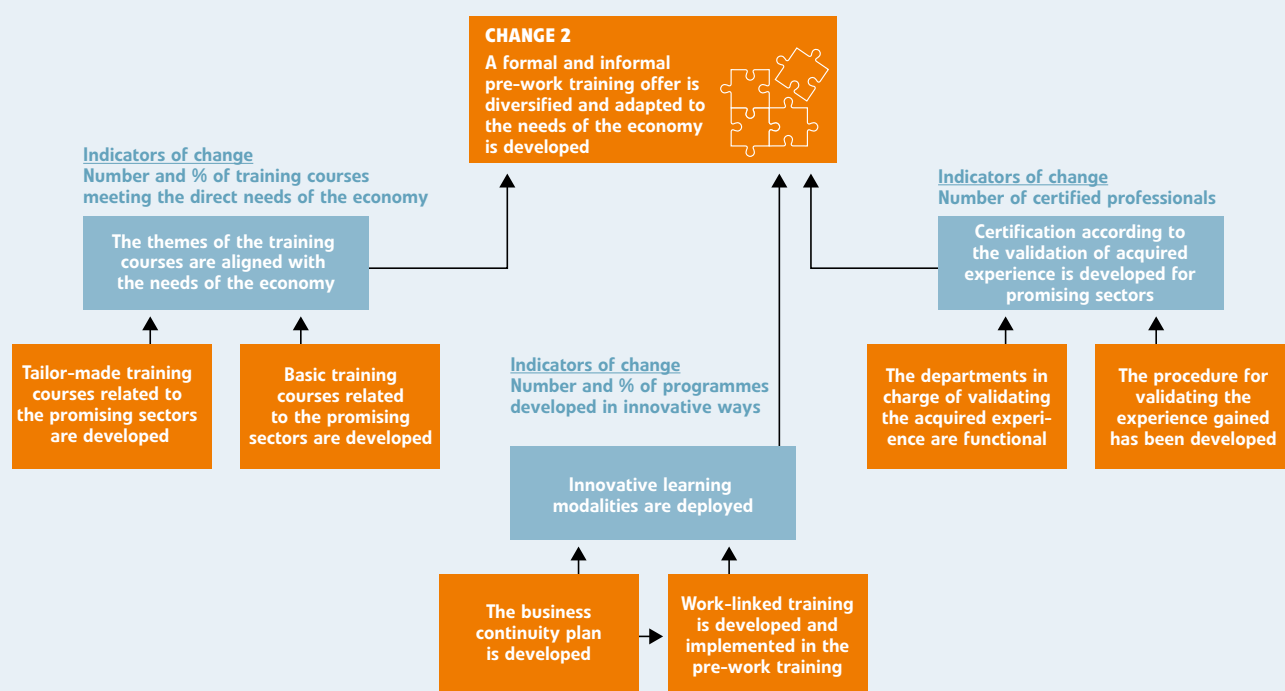 CHANGE 2
A formal and informal
pre-work training offer is
diversified and adapted to
the needs of the economy
is developed
Indicators of change
Number and % of training courses
meeting the direct needs of the economy
The themes of the training
courses are aligned with
the needs of the economy
Tailor-made training
courses related to
the promising sectors
are developed
Basic training
courses related
to the promising
sectors are developed
Indicators of change
Number and % of programmes
developed in innovative ways
Innovative learning
modalities are deployed
The business
continuity plan
is developed
Work-linked training
is developed and
implemented in the
pre-work training
Indicators of change
Number of certified professionals
Certification according to
the validation of acquired
experience is developed for
promising sectors
The departments in
charge of validating
the acquired experi-
ence are functional
The procedure for
validating the
experience gained
has been developed